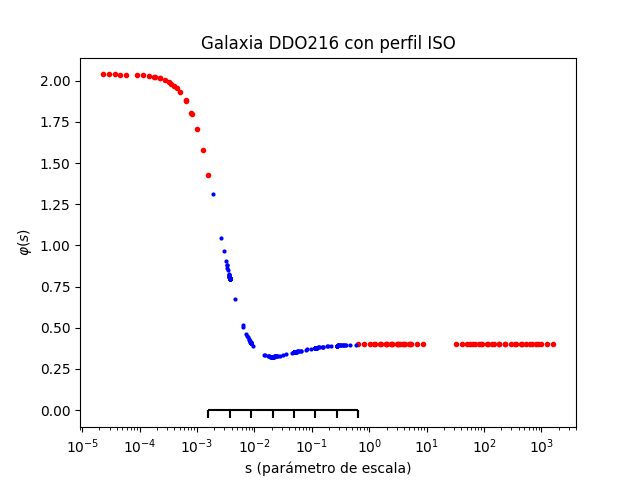 Galaxia DDO216 con perfil ISO
φ(s)
2.00
1.75
1.50
1.25
1.00
0.75
0.50
0.25
0.00
10⁻⁵ 10⁻⁴ 10⁻³ 10⁻² 10⁻¹ 10⁰ 10¹ 10² 10³
s (parámetro de escala)